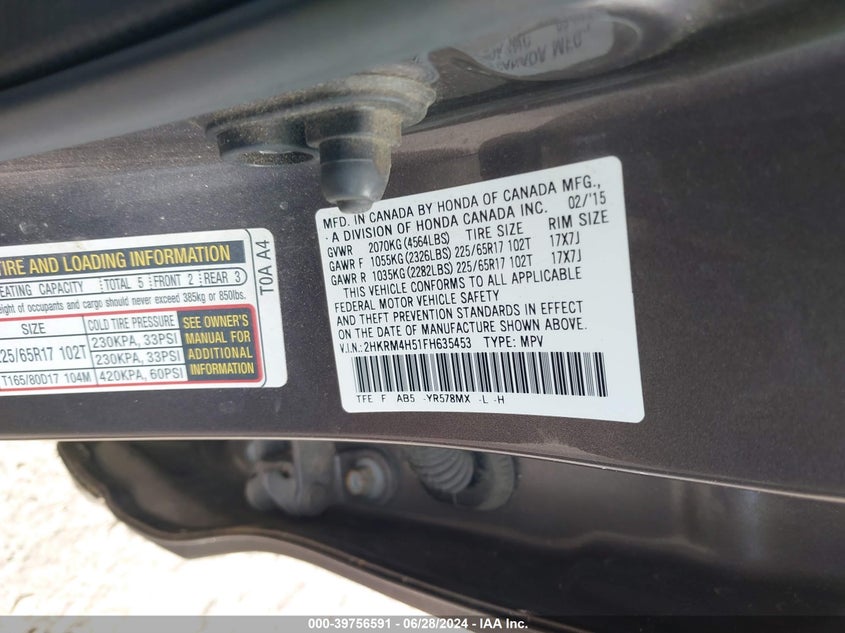 MFD. IN CANADA BY HONDA OF CANADA MFG.,
A DIVISION OF HONDA CANADA INC. 02/'15
GVWR 2070KG(4564LBS) TIRE SIZE RIM SIZE
GAWR F 1055KG(2326LBS) 225/65R17 102T 17X7J
GAWR R 1035KG(2282LBS) 225/65R17 102T 17X7J
THIS VEHICLE CONFORMS TO ALL APPLICABLE
FEDERAL MOTOR VEHICLE SAFETY
AND THEFT PREVENTION STANDARDS IN EFFECT
ON THE DATE OF MANUFACTURE SHOWN ABOVE.
V.I.N.: 2HKRM4H51FH635453 TYPE: MPV
TFE F AB5 -YR578MX -L -H
TIRE AND LOADING INFORMATION
SEATING CAPACITY TOTAL 5 FRONT 2 REAR 3
weight of occupants and cargo should never exceed 385kg or 850lbs.
SIZE COLD TIRE PRESSURE
225/65R17 102T 230KPA, 33PSI
230KPA, 33PSI
T165/80D17 104M 420KPA, 60PSI
SEE OWNER'S
MANUAL FOR
ADDITIONAL
INFORMATION
T0A A4
000-39756591 - 06/28/2024 - IAA Inc.